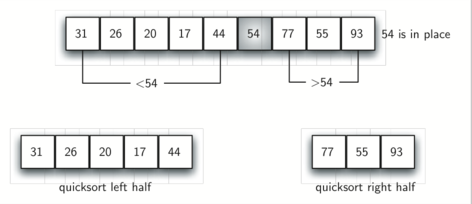 31 26 20 17 44 54 77 55 93 54 is in place
<54 >54
31 26 20 17 44 77 55 93
quicksort left half quicksort right half